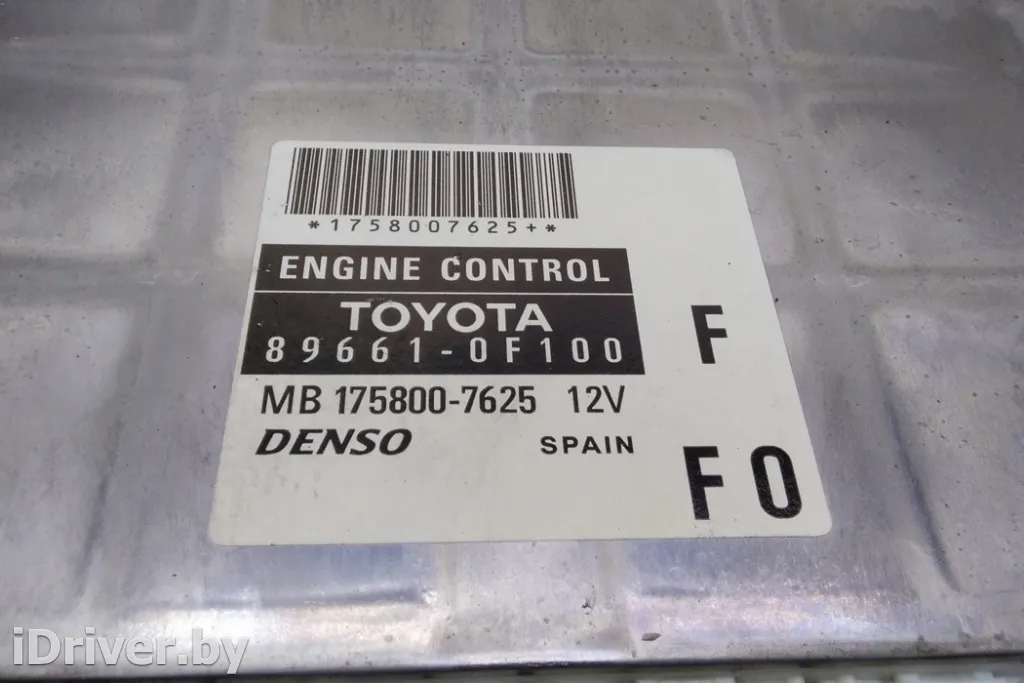 *1758007625+*
ENGINE CONTROL
TOYOTA
89661-0F100
F
MB 175800-7625 12V
DENSO SPAIN
F0
iDriver.by